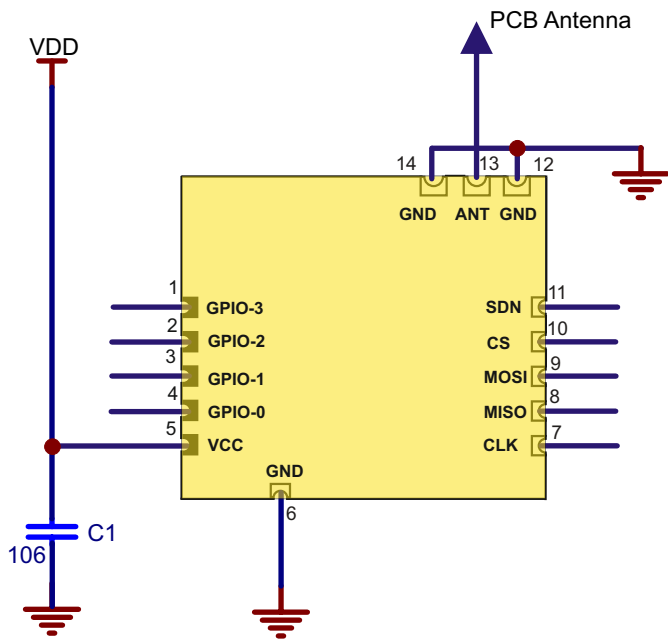 PCB Antenna
VDD
14 13 12
GND ANT GND
1 GPIO-3
2 GPIO-2
3 GPIO-1
4 GPIO-0
5 VCC
SDN 11
CS 10
MOSI 9
MISO 8
CLK 7
GND
6
C1
106